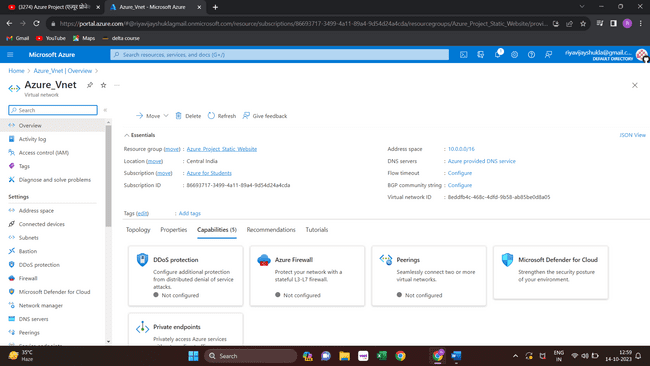 (3274) Azure Project
Azure_Vnet - Microsoft Azure
https://portal.azure.com/#@riyavijayshuklagmail.onmicrosoft.com/resource/subscriptions/86693717-3499-4a11-89a4-9d54d24a4cda/resourcegroups/Azure_Project_Static_Website/provi...
Gmail YouTube Maps delta course
Microsoft Azure
Search resources, services, and docs (G+/)
1
riyavijayshukla@gmail.c...
DEFAULT DIRECTORY
Home > Azure_Vnet | Overview >
Azure_Vnet
Virtual network
Search
Overview
Activity log
Access control (IAM)
Tags
Diagnose and solve problems
Settings
Address space
Connected devices
Subnets
Bastion
DDoS protection
Firewall
Microsoft Defender for Cloud
Network manager
DNS servers
Peerings
Move Delete Refresh Give feedback
Essentials
JSON View
Resource group (move) : Azure_Project_Static_Website
Location (move) : Central India
Subscription (move) : Azure for Students
Subscription ID : 86693717-3499-4a11-89a4-9d54d24a4cda
Address space : 10.0.0.0/16
DNS servers : Azure provided DNS service
Flow timeout : Configure
BGP community string : Configure
Virtual network ID : 8eddfb4c-468c-4dfd-9b58-ab85be0d8a05
Tags (edit) : Add tags
Topology Properties Capabilities (5) Recommendations Tutorials
DDoS protection
Configure additional protection
from distributed denial of service
attacks.
Not configured
Azure Firewall
Protect your network with a
stateful L3-L7 firewall.
Not configured
Peerings
Seamlessly connect two or more
virtual networks.
Not configured
Microsoft Defender for Cloud
Strengthen the security posture
of your environment.
Private endpoints
Privately access Azure services
35°C
Haze
Search
ENG
IN
12:59
14-10-2023